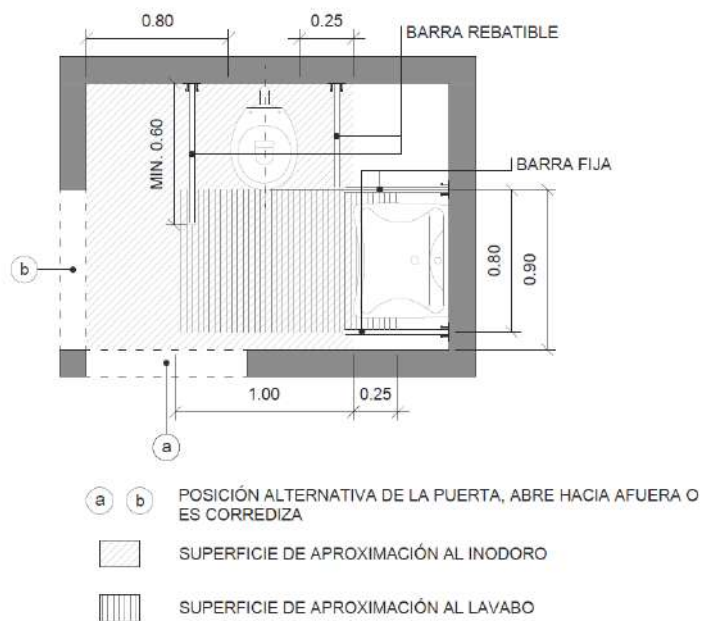 0.80
0.25
BARRA REBATIBLE
MIN. 0.60
BARRA FIJA
b
0.80
0.90
1.00
0.25
a
a b POSICIÓN ALTERNATIVA DE LA PUERTA, ABRE HACIA AFUERA O
ES CORREDIZA
SUPERFICIE DE APROXIMACIÓN AL INODORO
SUPERFICIE DE APROXIMACIÓN AL LAVABO